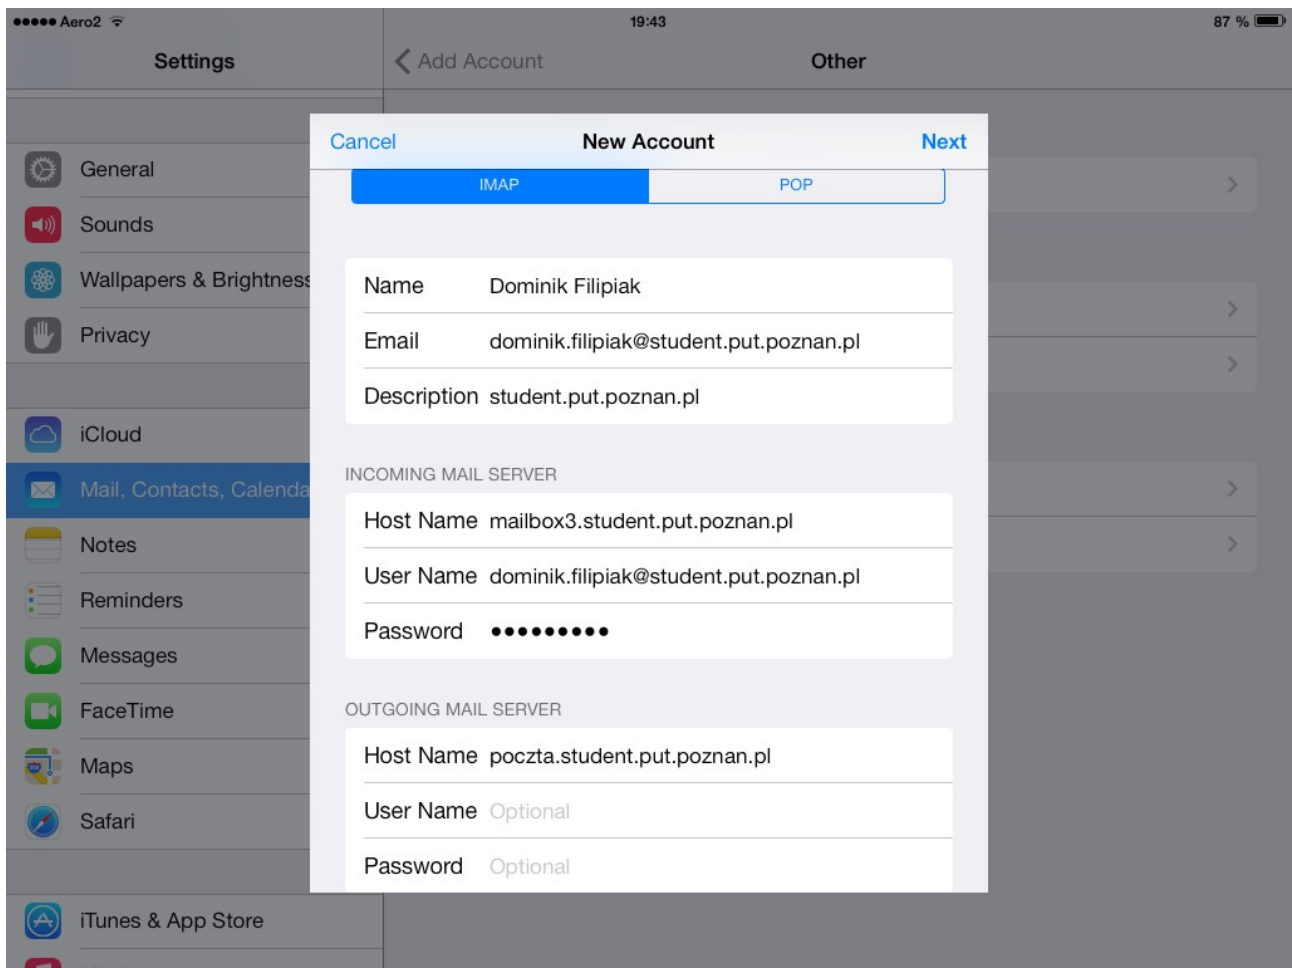 Aero2 19:43 87 %
Settings
Add Account
Other
Cancel New Account Next
IMAP POP
General
Sounds
Wallpapers & Brightness
Privacy
iCloud
Mail, Contacts, Calenda
Notes
Reminders
Messages
FaceTime
Maps
Safari
iTunes & App Store
Name Dominik Filipiak
Email dominik.filipiak@student.put.poznan.pl
Description student.put.poznan.pl
INCOMING MAIL SERVER
Host Name mailbox3.student.put.poznan.pl
User Name dominik.filipiak@student.put.poznan.pl
Password •••••••••
OUTGOING MAIL SERVER
Host Name poczta.student.put.poznan.pl
User Name Optional
Password Optional